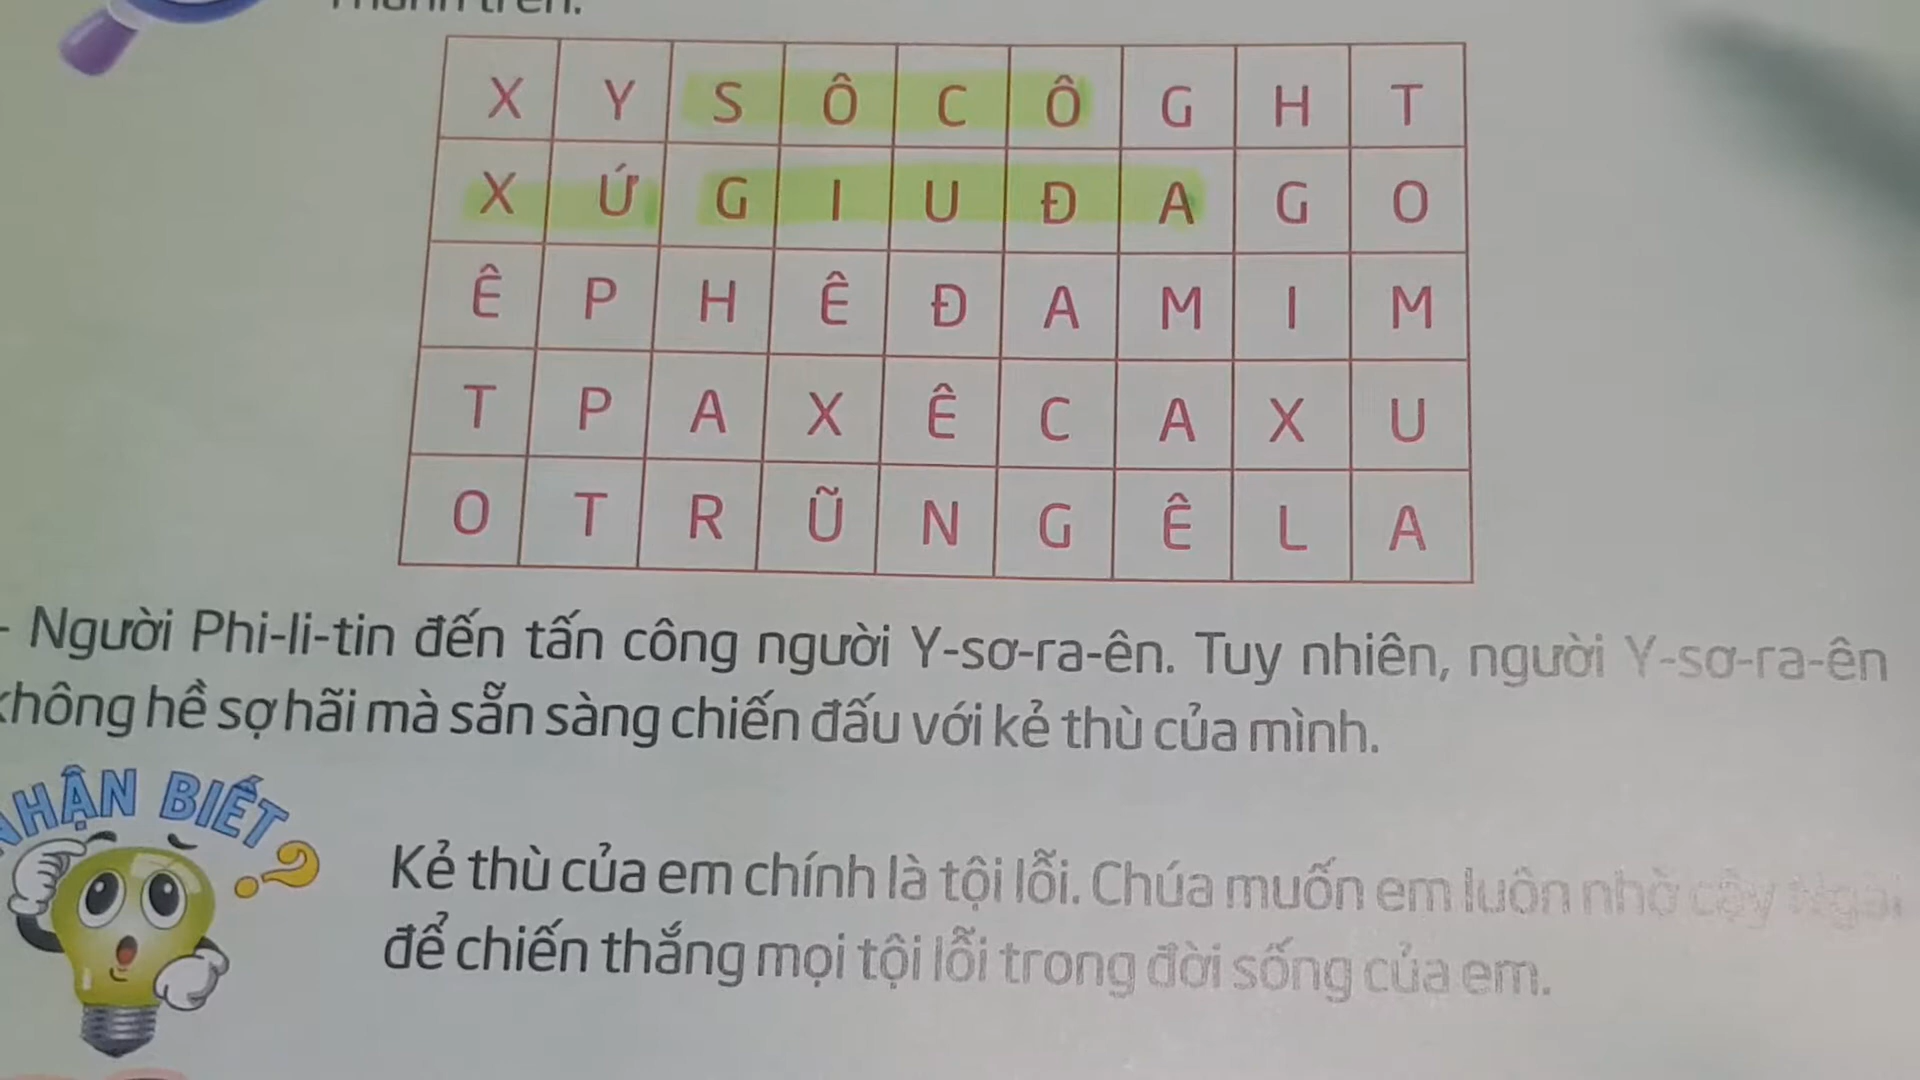 X Y S Ô C Ô G H T
X Ứ G I U Đ A G O
Ê P H Ê Đ A M I M
T P A X Ê C A X U
O T R Ũ N G Ê L A
- Người Phi-li-tin đến tấn công người Y-sơ-ra-ên. Tuy nhiên, người Y-sơ-ra-ên
không hề sợ hãi mà sẵn sàng chiến đấu với kẻ thù của mình.
NHẬN BIẾT?
Kẻ thù của em chính là tội lỗi. Chúa muốn em luôn nhờ cậy Ngài
để chiến thắng mọi tội lỗi trong đời sống của em.